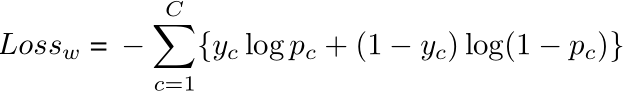 $Loss_w = -\sum_{c=1}^{C}\{y_c \log p_c + (1 - y_c) \log(1 - p_c)\}$